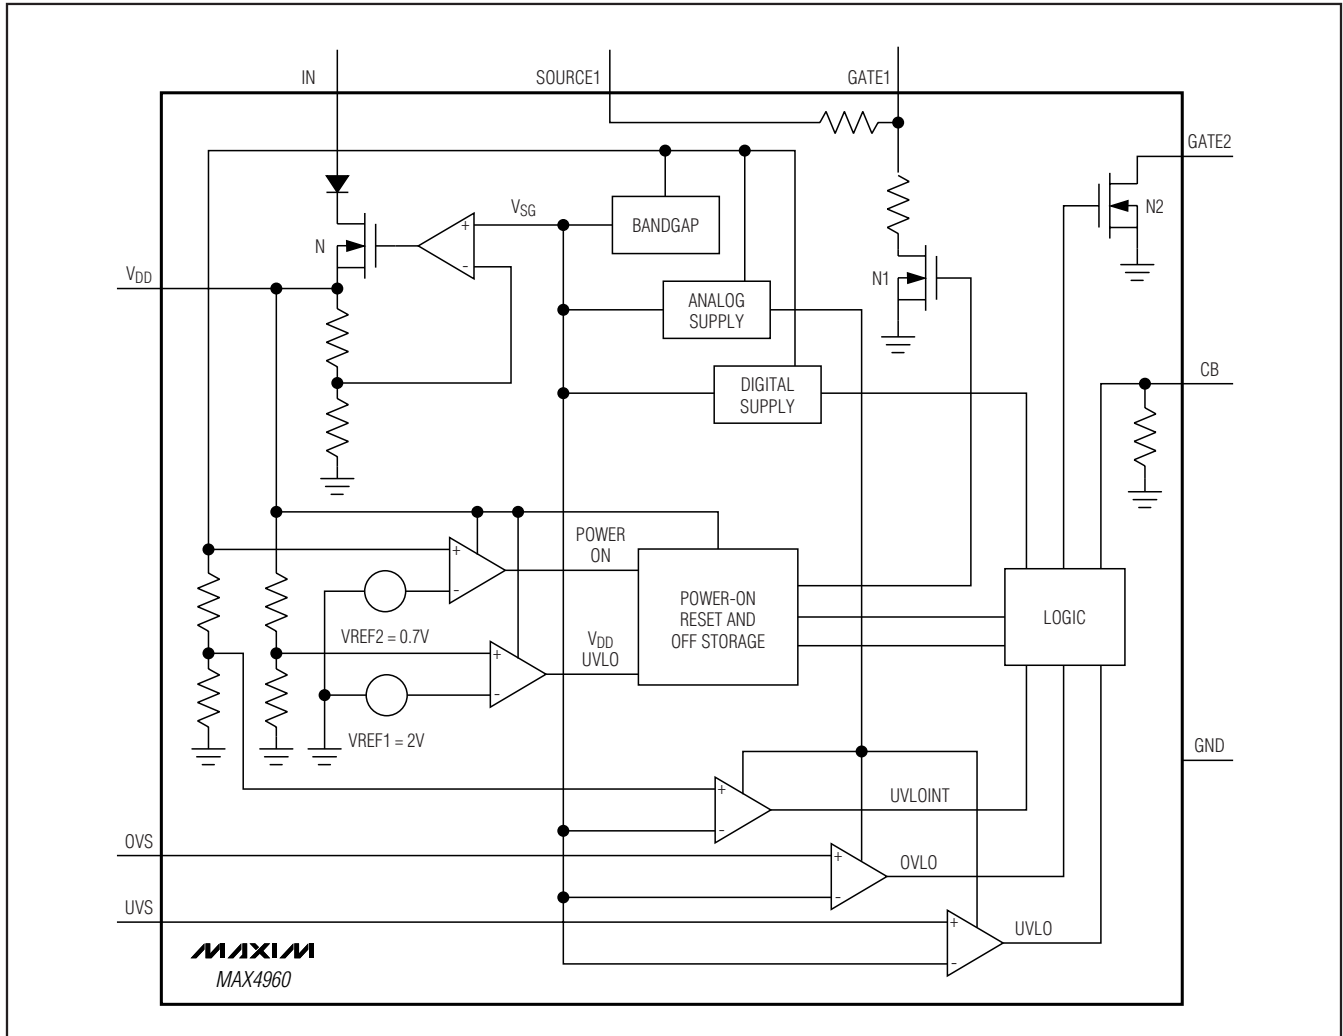 IN
SOURCE1
GATE1
GATE2
VSG
+
-
BANDGAP
N
N2
VDD
ANALOG
SUPPLY
N1
DIGITAL
SUPPLY
CB
POWER
ON
+
-
VREF2 = 0.7V
POWER-ON
RESET AND
OFF STORAGE
LOGIC
VDD
UVLO
+
-
VREF1 = 2V
GND
+
-
UVLOINT
OVS
+
-
OVLO
UVS
+
-
UVLO
MAXIM
MAX4960